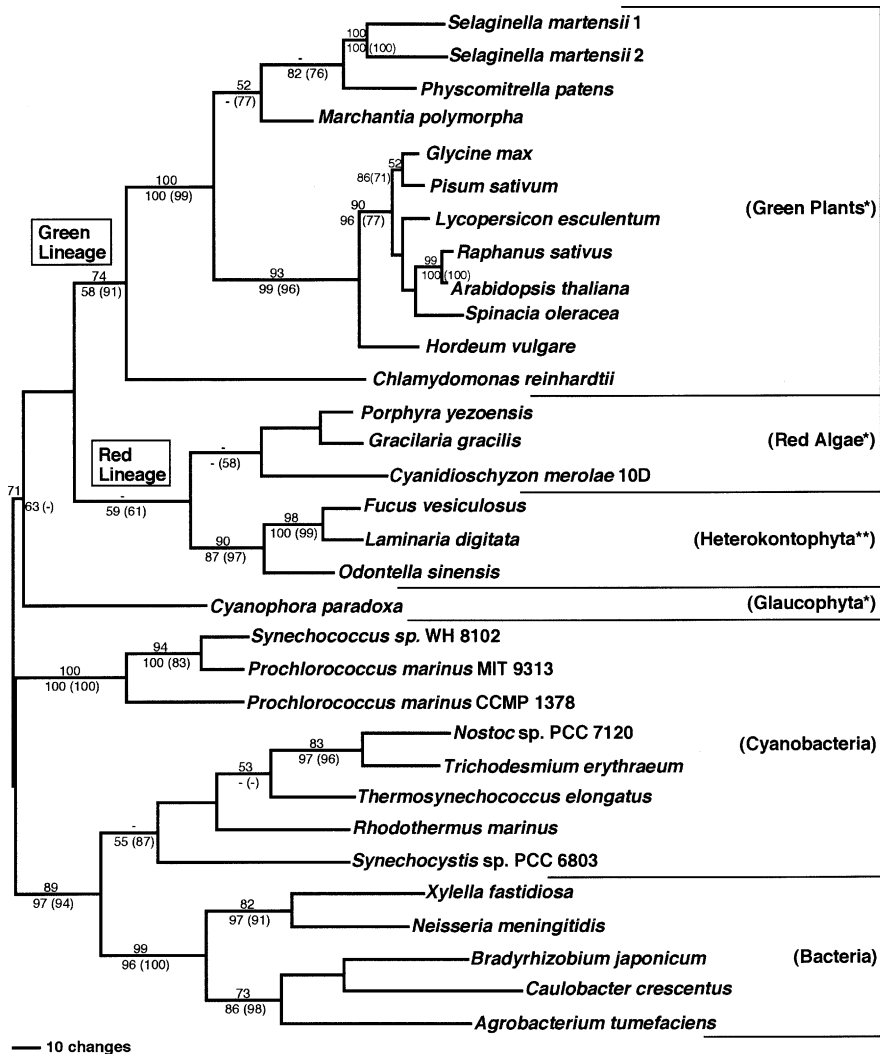 Selaginella martensii 1
100
100 (100)
Selaginella martensii 2
-
82 (76)
Physcomitrella patens
52
- (77)
Marchantia polymorpha
Glycine max
52
86(71)
Pisum sativum
100
100 (99)
90
96 (77)
Lycopersicon esculentum
(Green Plants*)
Green
Lineage
Raphanus sativus
99
100 (100)
74
58 (91)
93
99 (96)
Arabidopsis thaliana
Spinacia oleracea
Hordeum vulgare
Chlamydomonas reinhardtii
Porphyra yezoensis
Red
Lineage
-
- (58)
Gracilaria gracilis
(Red Algae*)
Cyanidioschyzon merolae 10D
71
63 (-)
-
59 (61)
Fucus vesiculosus
98
100 (99)
90
87 (97)
Laminaria digitata
(Heterokontophyta**)
Odontella sinensis
Cyanophora paradoxa
(Glaucophyta*)
Synechococcus sp. WH 8102
94
100 (83)
100
100 (100)
Prochlorococcus marinus MIT 9313
Prochlorococcus marinus CCMP 1378
Nostoc sp. PCC 7120
83
97 (96)
(Cyanobacteria)
53
- (-)
Trichodesmium erythraeum
Thermosynechococcus elongatus
-
55 (87)
Rhodothermus marinus
Synechocystis sp. PCC 6803
89
97 (94)
Xylella fastidiosa
82
97 (91)
Neisseria meningitidis
99
96 (100)
Bradyrhizobium japonicum
(Bacteria)
73
86 (98)
Caulobacter crescentus
Agrobacterium tumefaciens
10 changes